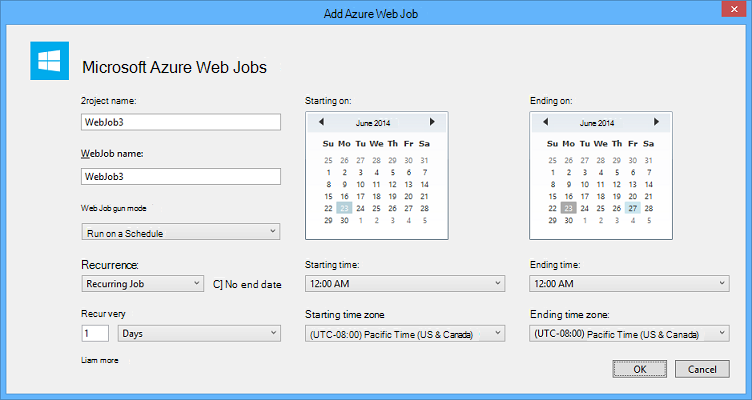 Add Azure Web Job
Microsoft Azure Web Jobs
2roject name:
WebJob3
WebJob name:
WebJob3
Web Job gun mode
Run on a Schedule
Recurrence:
Recurring Job
C] No end date
Recur very
1 Days
Liam more
Starting on:
June 2014
Su Mo Tu We Th Fr Sa
25 26 27 28 29 30 31
1 2 3 4 5 6 7
8 9 10 11 12 13 14
15 16 17 18 19 20 21
22 23 24 25 26 27 28
29 30 1 2 3 4 5
Starting time:
12:00 AM
Starting time zone
(UTC-08:00) Pacific Time (US & Canada)
Ending on:
June 2014
Su Mo Tu We Th Fr Sa
25 26 27 28 29 30 31
1 2 3 4 5 6 7
8 9 10 11 12 13 14
15 16 17 18 19 20 21
22 23 24 25 26 27 28
29 30 1 2 3 4 5
Ending time:
12:00 AM
Ending time zone:
(UTC-08:00) Pacific Time (US & Canada)
OK
Cancel